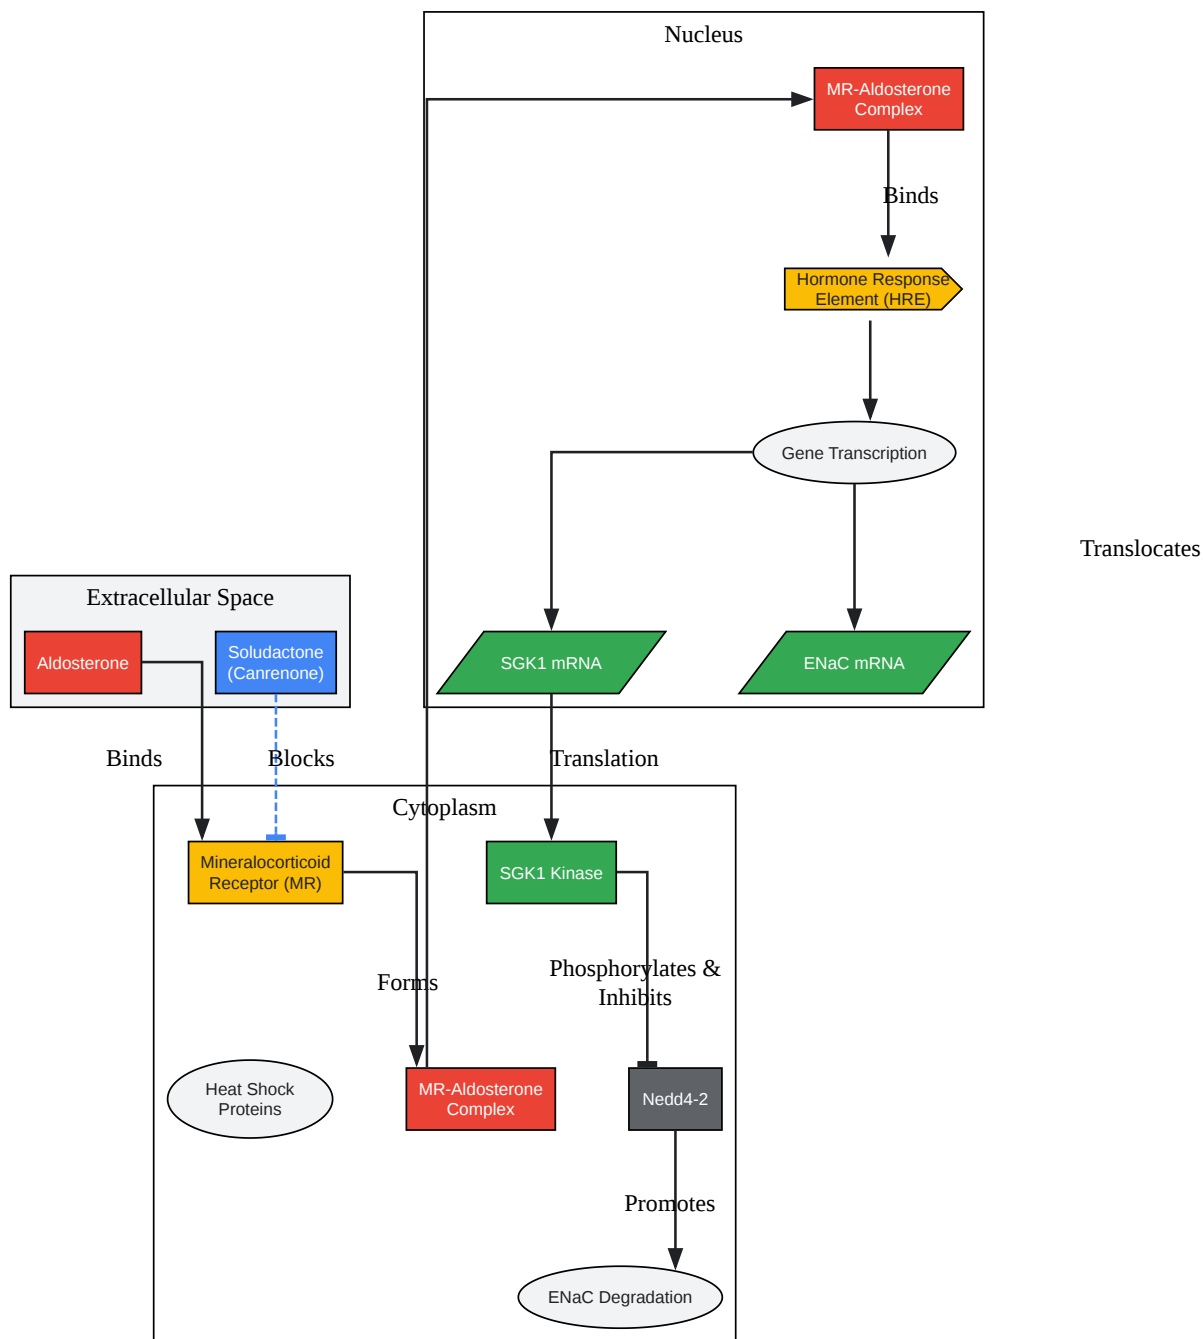 Nucleus
MR-Aldosterone
Complex
Binds
Hormone Response
Element (HRE)
Gene Transcription
Translocates
Extracellular Space
Aldosterone
Soludactone
(Canrenone)
SGK1 mRNA
ENaC mRNA
Binds
Blocks
Translation
Cytoplasm
Mineralocorticoid
Receptor (MR)
SGK1 Kinase
Forms
Phosphorylates &
Inhibits
Heat Shock
Proteins
MR-Aldosterone
Complex
Nedd4-2
Promotes
ENaC Degradation